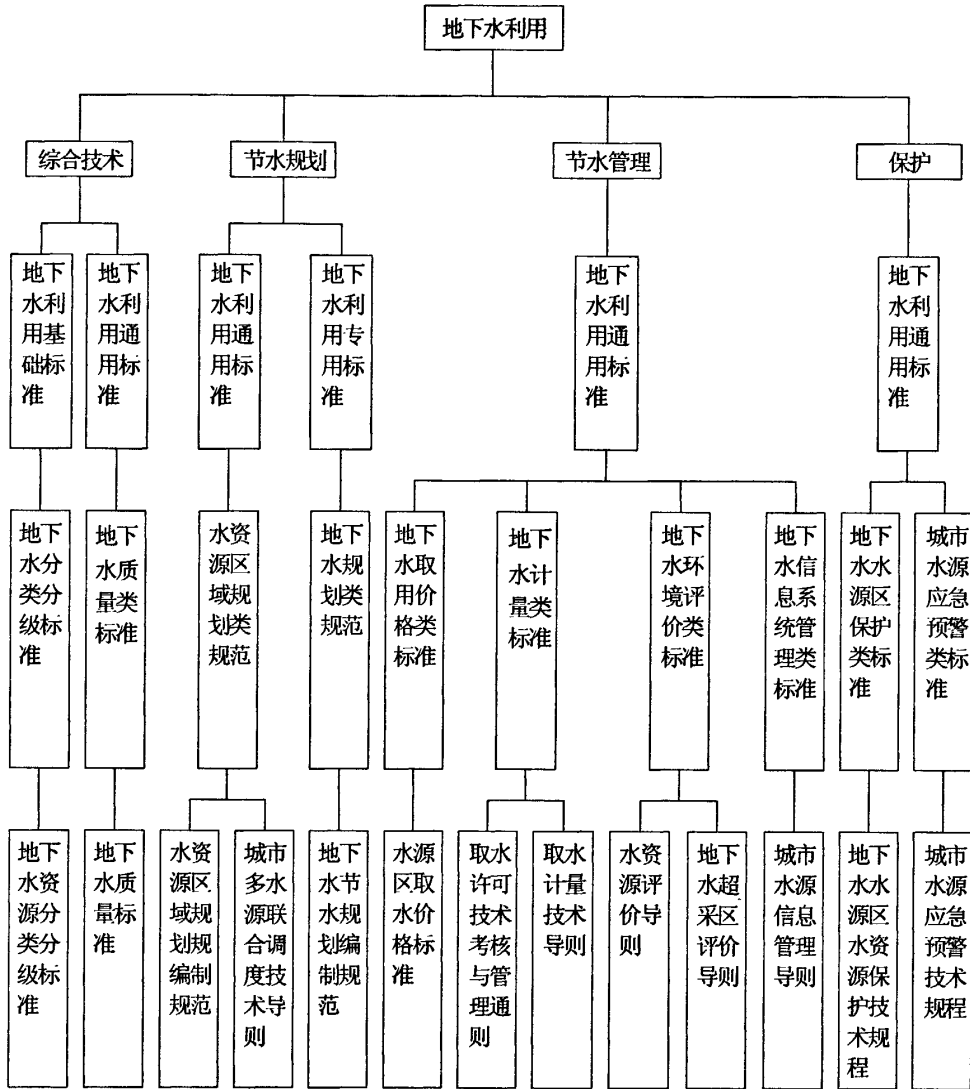 地下水利用
综合技术
节水规划
节水管理
保护
地下
水利
用基
础标
准
地下
水利
用通
用标
准
地下
水利
用通
用标
准
地下
水利
用专
用标
准
地下
水利
用通
用标
准
地下
水利
用通
用标
准
地下
水分
类分
级标
准
地下
水质
量类
标准
水资
源区
域规
划类
规范
地下
水规
划类
规范
地下
水取
用价
格类
标准
地下
水计
量类
标准
地下
水环
境评
价类
标准
地下
水信
息系
统管
理类
标准
地下
水水
源区
保护
类标
准
城市
水源
应急
预警
类标
准
地下
水资
源分
类分
级标
准
地下
水质
量标
准
水资
源区
域规
划规
编制
规范
城市
多水
源联
合调
度技
术导
则
地下
水节
水规
划编
制规
范
水源
区取
水价
格标
准
取水
许可
技术
考核
与管
理通
则
取水
计量
技术
导则
水资
源评
价导
则
地下
水超
采区
评价
导则
城市
水源
信息
管理
导则
地下
水水
源区
水资
源保
护技
术规
程
城市
水源
应急
预警
技术
规程